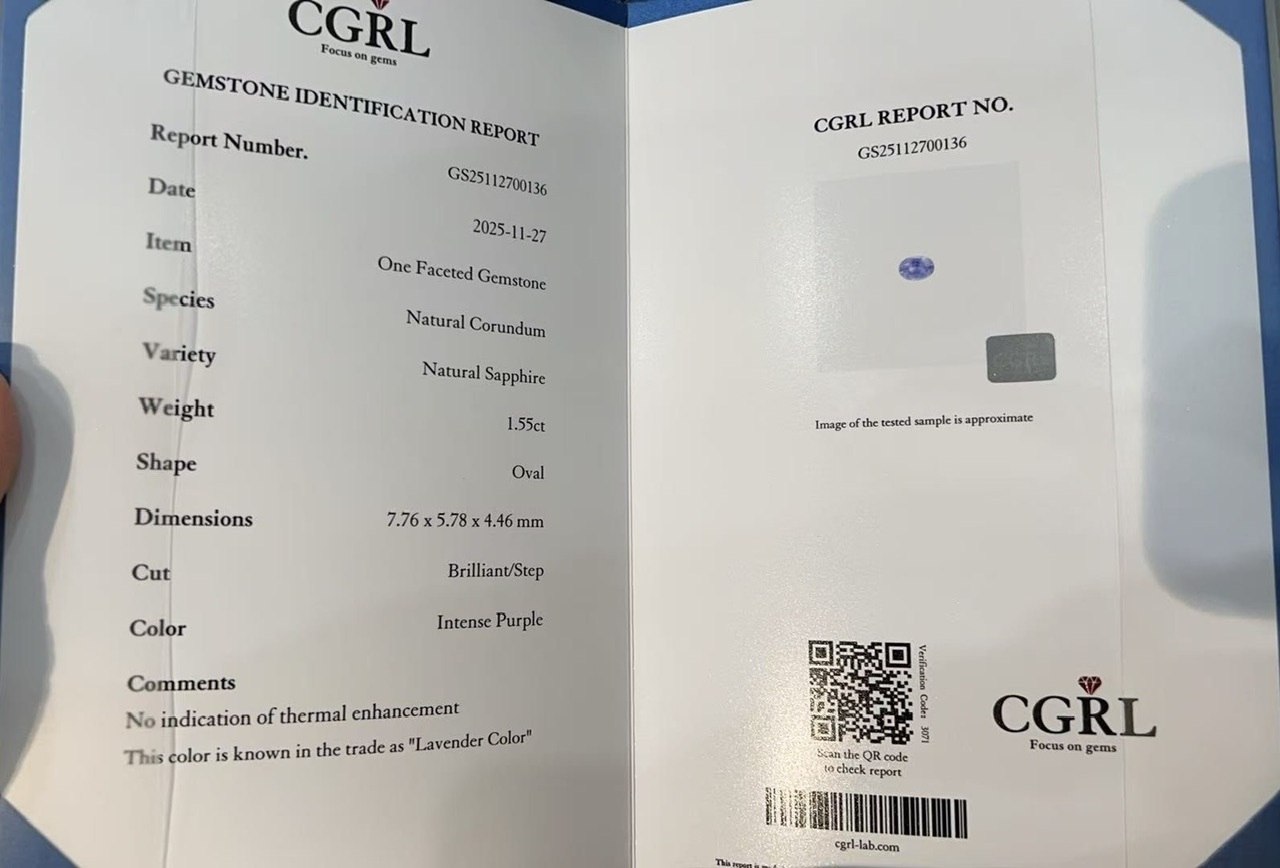 CGRL
Focus on gems
GEMSTONE IDENTIFICATION REPORT
Report Number. GS25112700136
Date 2025-11-27
Item One Faceted Gemstone
Species Natural Corundum
Variety Natural Sapphire
Weight 1.55ct
Shape Oval
Dimensions 7.76 x 5.78 x 4.46 mm
Cut Brilliant/Step
Color Intense Purple
Comments
No indication of thermal enhancement
This color is known in the trade as "Lavender Color"
CGRL REPORT NO.
GS25112700136
CGRL
Image of the tested sample is approximate
Verification Code: 3071
Scan the QR code
to check report
CGRL
Focus on gems
cgrl-lab.com
This report is